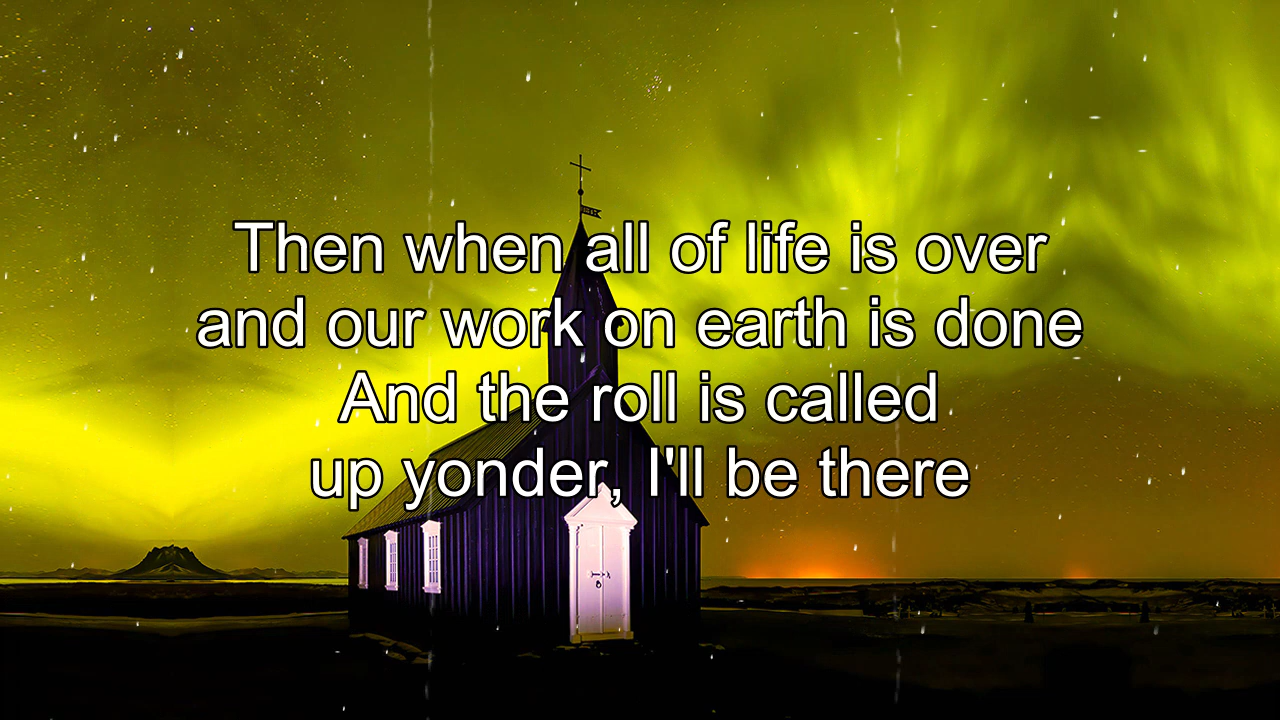 Then when all of life is over
and our work on earth is done
And the roll is called
up yonder, I'll be there